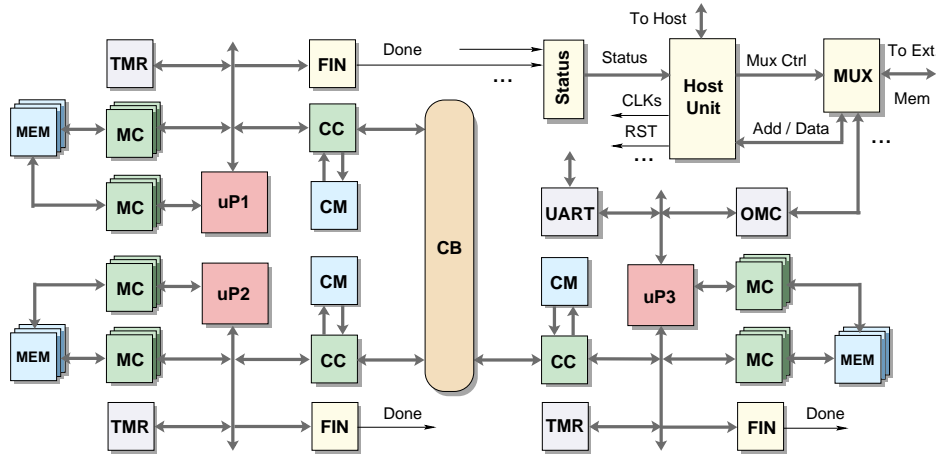 To Host
TMR
FIN
Done
...
Status
Status
Host
Unit
Mux Ctrl
MUX
To Ext
Mem
CLKs
RST
...
Add / Data
...
MEM
MC
CC
MC
uP1
CM
CB
UART
OMC
MC
uP2
CM
CM
uP3
MC
MEM
MC
CC
CC
MC
MEM
TMR
FIN
Done
TMR
FIN
Done